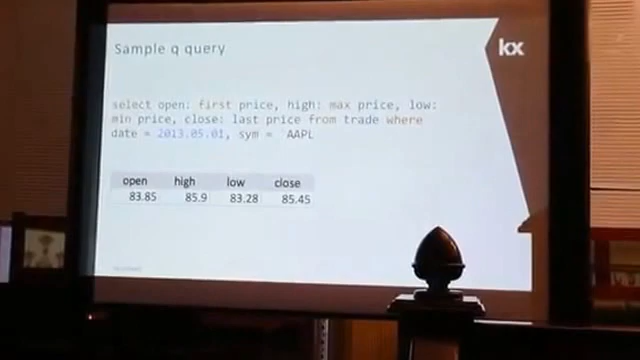 Sample q query
kx
select open: first price, high: max price, low:
min price, close: last price from trade where
date = 2013.05.01, sym = `AAPL
open high low close
83.85 85.9 83.28 85.45